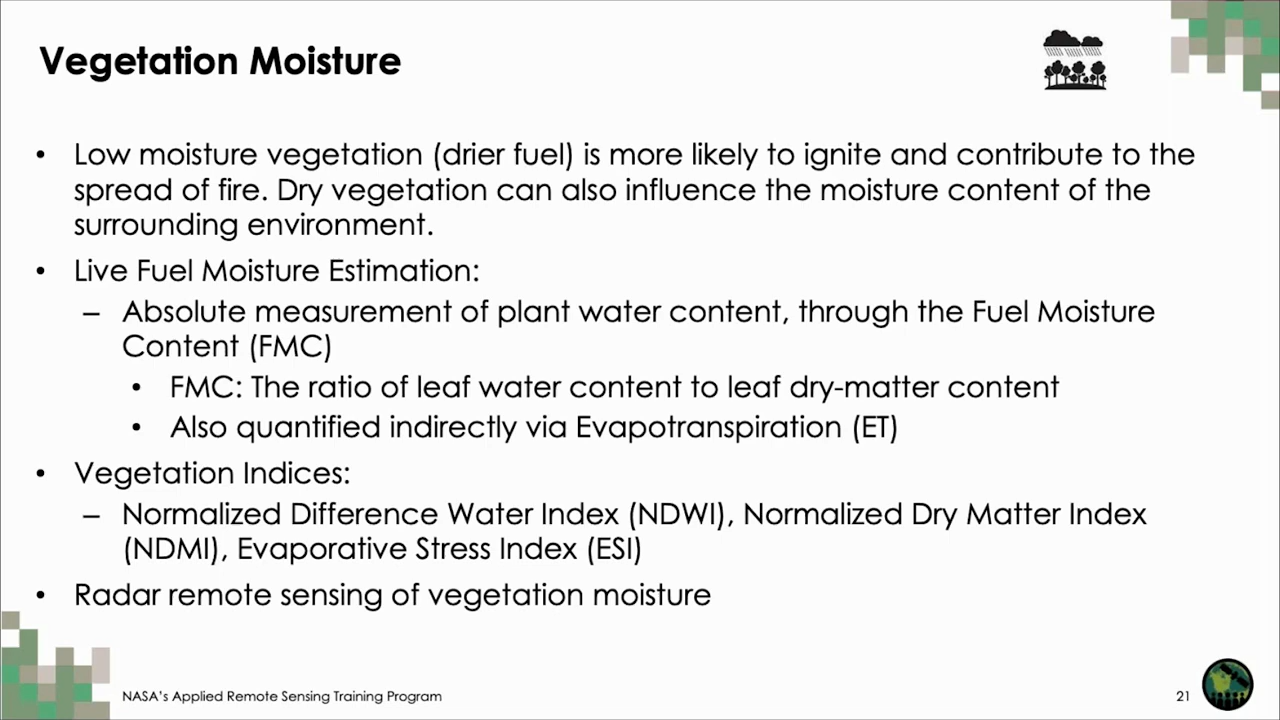 Vegetation Moisture
• Low moisture vegetation (drier fuel) is more likely to ignite and contribute to the
spread of fire. Dry vegetation can also influence the moisture content of the
surrounding environment.
• Live Fuel Moisture Estimation:
– Absolute measurement of plant water content, through the Fuel Moisture
Content (FMC)
• FMC: The ratio of leaf water content to leaf dry-matter content
• Also quantified indirectly via Evapotranspiration (ET)
• Vegetation Indices:
– Normalized Difference Water Index (NDWI), Normalized Dry Matter Index
(NDMI), Evaporative Stress Index (ESI)
• Radar remote sensing of vegetation moisture
NASA's Applied Remote Sensing Training Program
21